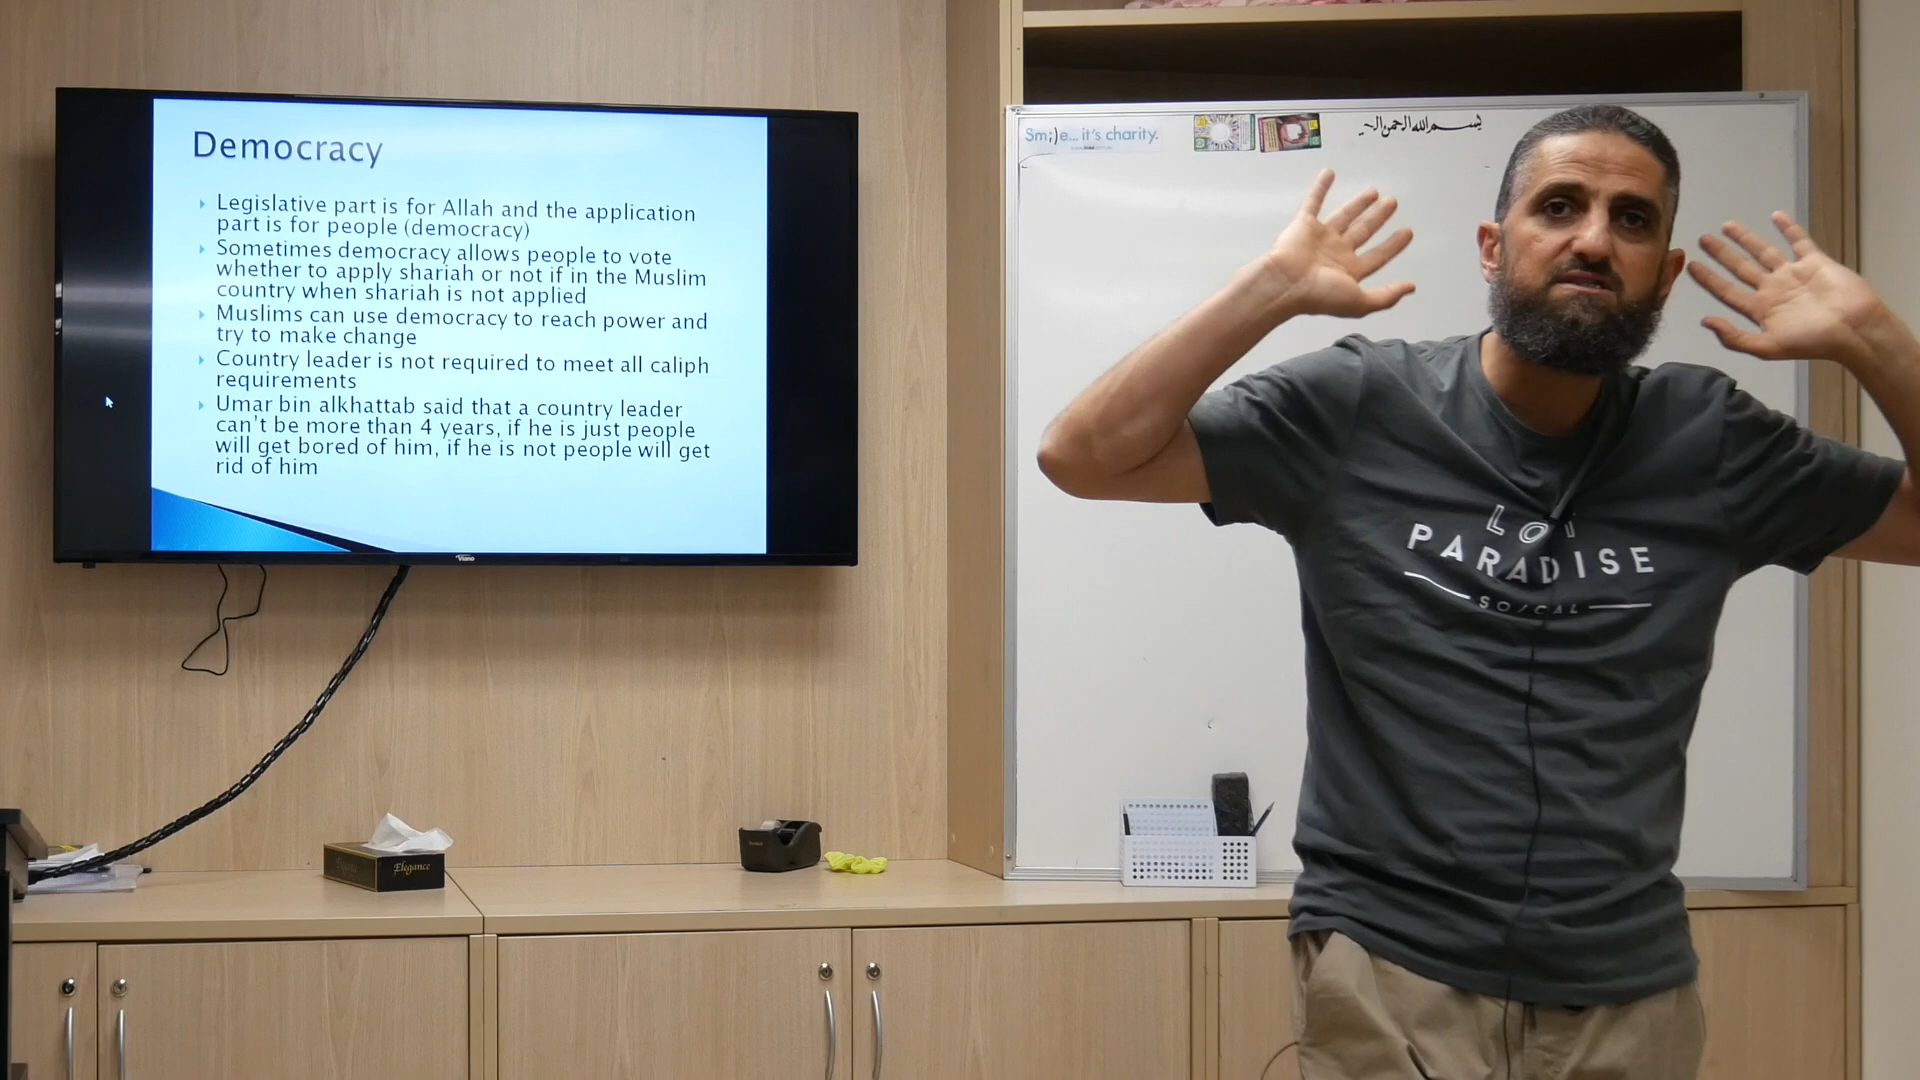 Democracy
Legislative part is for Allah and the application
part is for people (democracy)
Sometimes democracy allows people to vote
whether to apply shariah or not if in the Muslim
country when shariah is not applied
Muslims can use democracy to reach power and
try to make change
Country leader is not required to meet all caliph
requirements
Umar bin alkhattab said that a country leader
can't be more than 4 years, if he is just people
will get bored of him, if he is not people will get
rid of him
Viano
Sm;)e... it's charity.
بسم الله الرحمن الرحيم
PARADISE
SO/CAL
Elegance